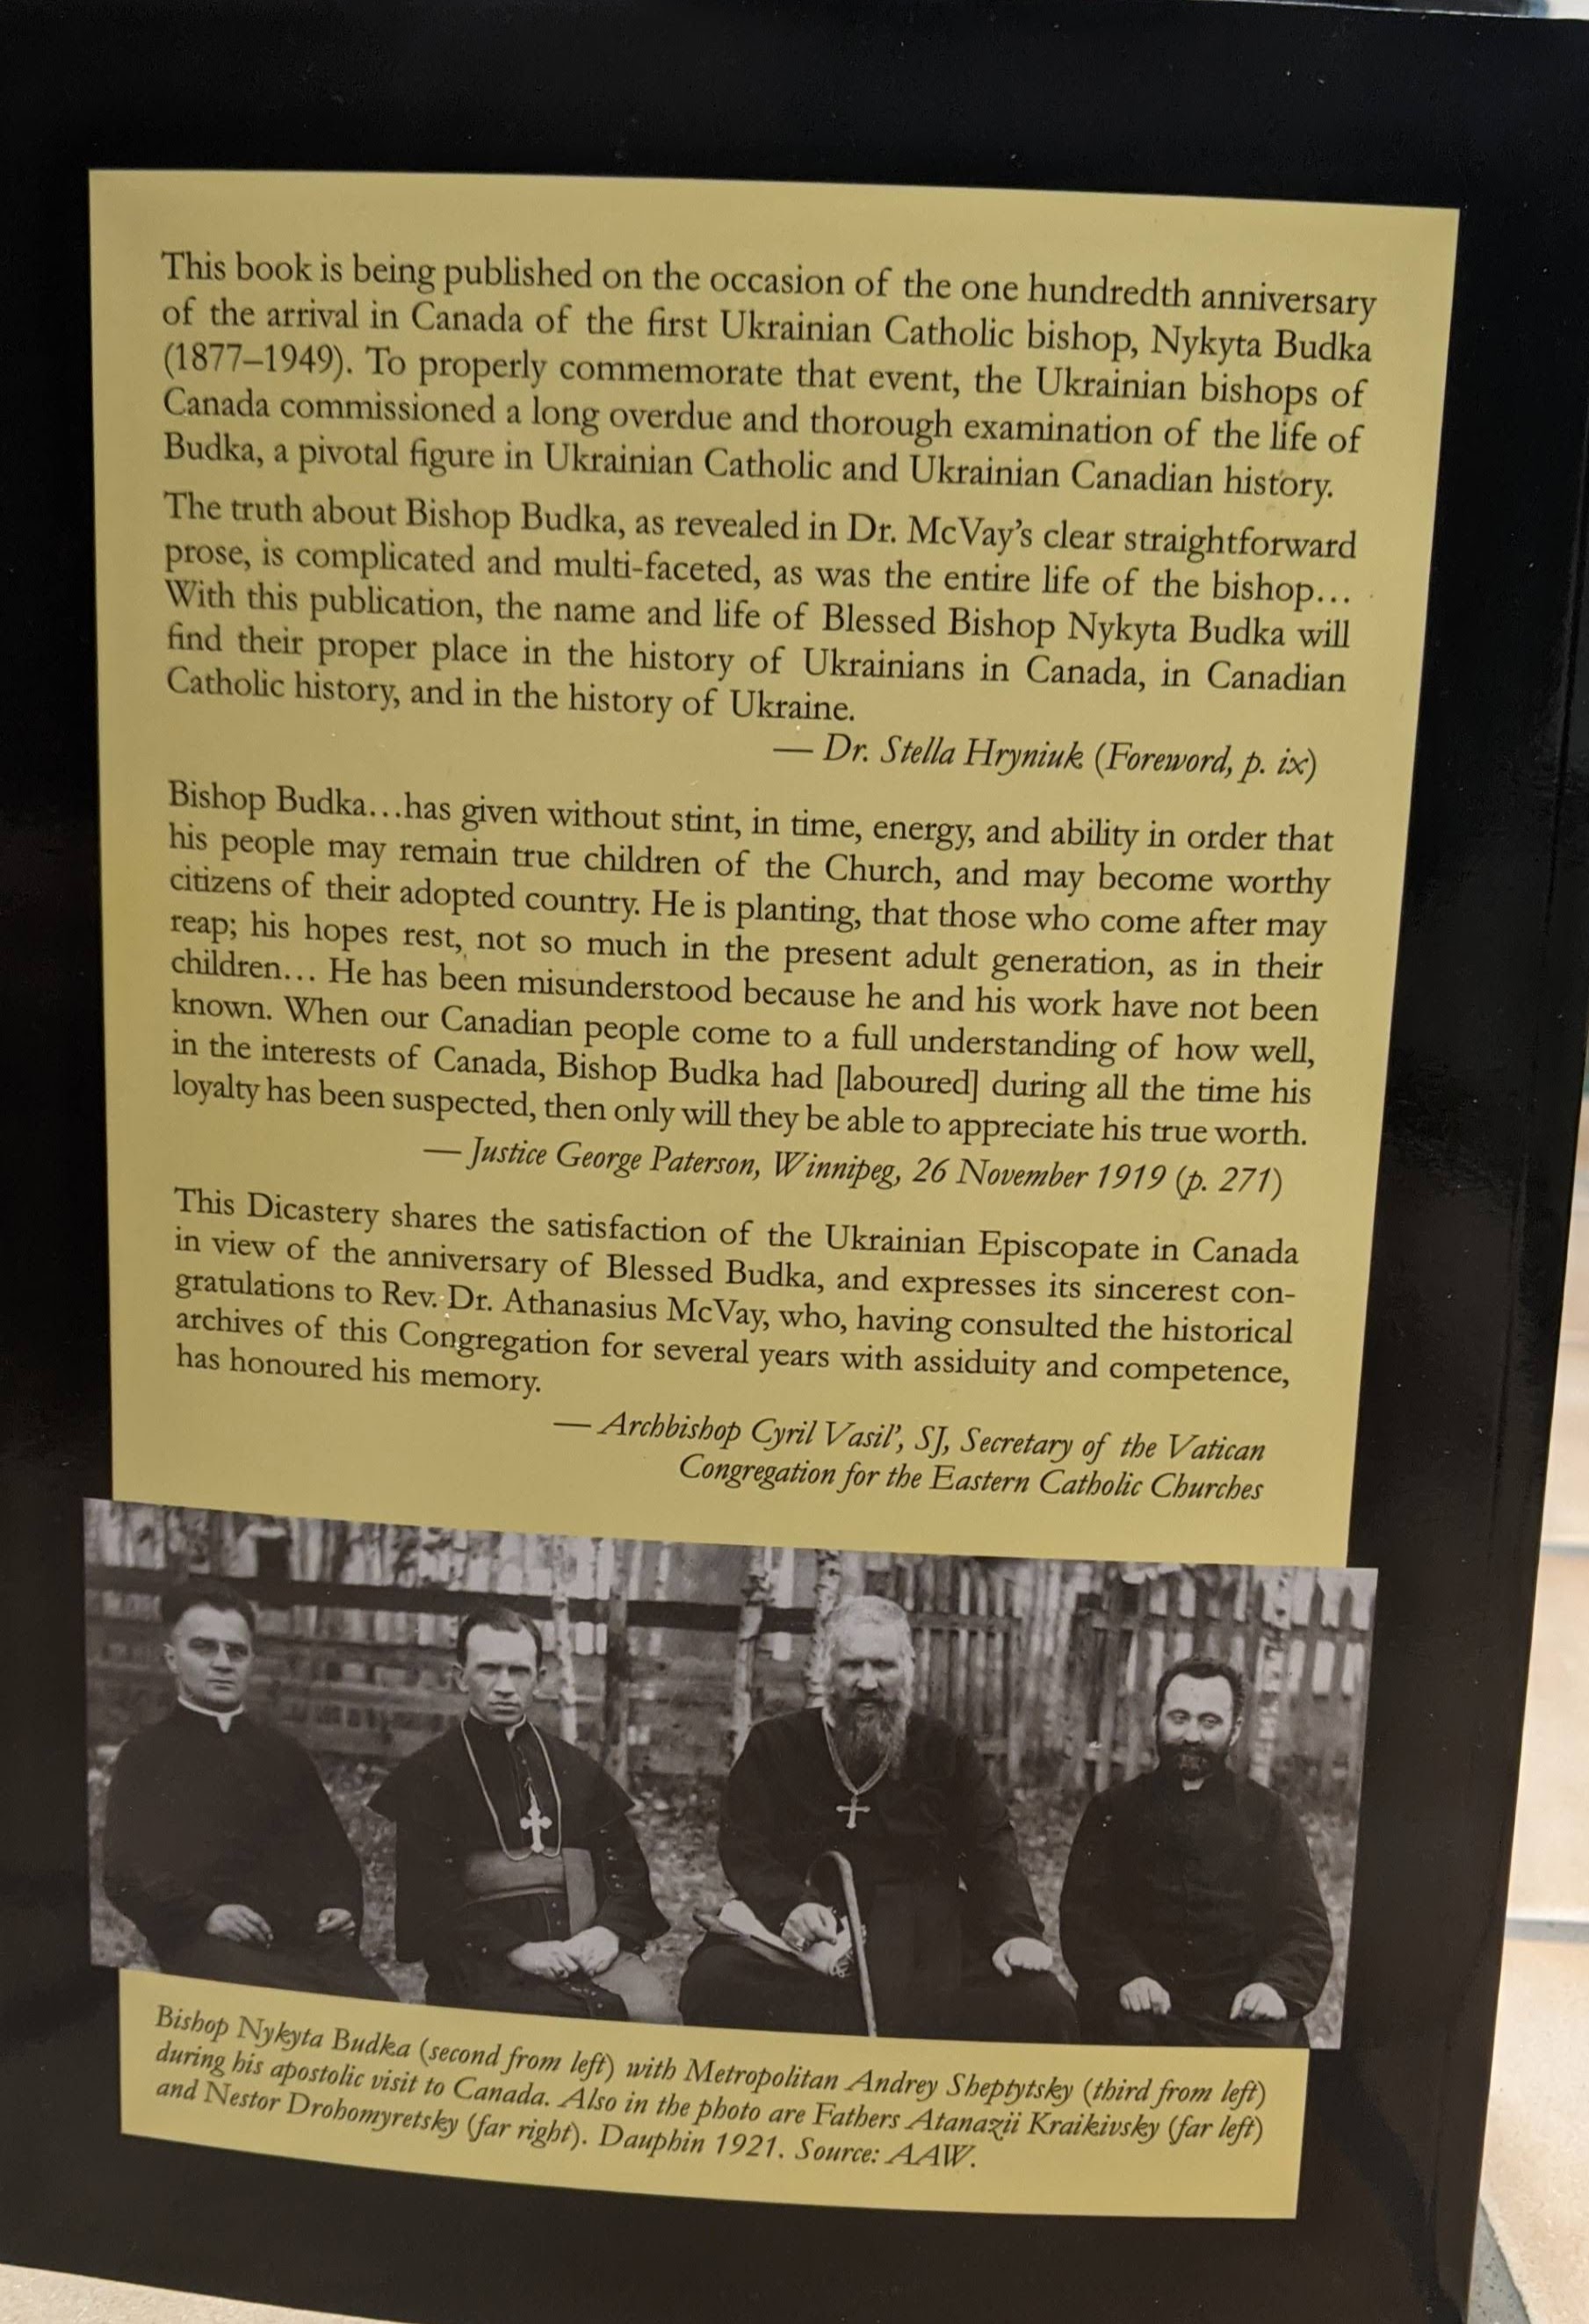 This book is being published on the occasion of the one hundredth anniversary
of the arrival in Canada of the first Ukrainian Catholic bishop, Nykyta Budka
(1877–1949). To properly commemorate that event, the Ukrainian bishops of
Canada commissioned a long overdue and thorough examination of the life of
Budka, a pivotal figure in Ukrainian Catholic and Ukrainian Canadian history.
The truth about Bishop Budka, as revealed in Dr. McVay's clear straightforward
prose, is complicated and multi-faceted, as was the entire life of the bishop…
With this publication, the name and life of Blessed Bishop Nykyta Budka will
find their proper place in the history of Ukrainians in Canada, in Canadian
Catholic history, and in the history of Ukraine.
— Dr. Stella Hryniuk (Foreword, p. ix)
Bishop Budka…has given without stint, in time, energy, and ability in order that
his people may remain true children of the Church, and may become worthy
citizens of their adopted country. He is planting, that those who come after may
reap; his hopes rest, not so much in the present adult generation, as in their
children… He has been misunderstood because he and his work have not been
known. When our Canadian people come to a full understanding of how well,
in the interests of Canada, Bishop Budka had [laboured] during all the time his
loyalty has been suspected, then only will they be able to appreciate his true worth.
— Justice George Paterson, Winnipeg, 26 November 1919 (p. 271)
This Dicastery shares the satisfaction of the Ukrainian Episcopate in Canada
in view of the anniversary of Blessed Budka, and expresses its sincerest con-
gratulations to Rev. Dr. Athanasius McVay, who, having consulted the historical
archives of this Congregation for several years with assiduity and competence,
has honoured his memory.
— Archbishop Cyril Vasil', SJ, Secretary of the Vatican
Congregation for the Eastern Catholic Churches
Bishop Nykyta Budka (second from left) with Metropolitan Andrey Sheptytsky (third from left)
during his apostolic visit to Canada. Also in the photo are Fathers Atanazii Kraikivsky (far left)
and Nestor Drohomyretsky (far right). Dauphin 1921. Source: AAW.